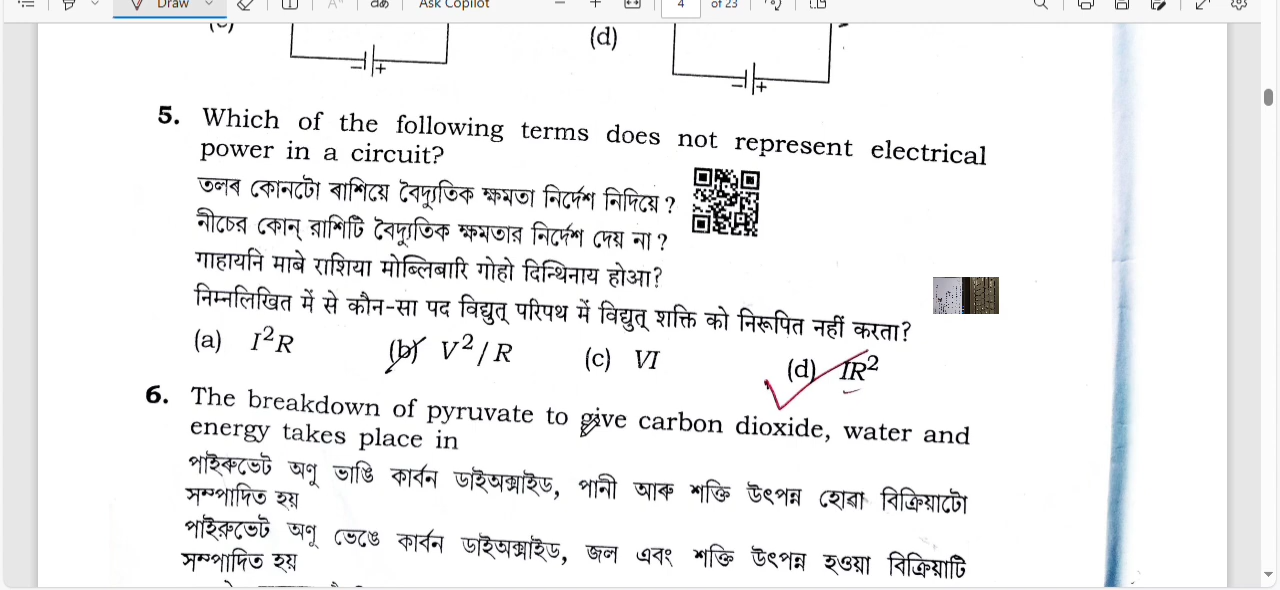 Draw
Ask Copilot
4 of 23
(d)
5. Which of the following terms does not represent electrical
power in a circuit?
তলৰ কোনটো ৰাশিয়ে বৈদ্যুতিক ক্ষমতা নিৰ্দেশ নিদিয়ে ?
নীচের কোন্ রাশিটি বৈদ্যুতিক ক্ষমতার নির্দেশ দেয় না ?
गाहायनि माबे राशिया मोब्लिबारि गोहो दिन्थिनाय होआ?
निम्नलिखित में से कौन-सा पद विद्युत् परिपथ में विद्युत् शक्ति को निरूपित नहीं करता?
(a) I²R (b) V²/R (c) VI (d) IR²
6. The breakdown of pyruvate to give carbon dioxide, water and
energy takes place in
পাইৰুভেট অণু ভাঙি কাৰ্বন ডাইঅক্সাইড, পানী আৰু শক্তি উৎপন্ন হোৱা বিক্ৰিয়াটো
সম্পাদিত হয়
পাইরুভেট অণু ভেঙে কার্বন ডাইঅক্সাইড, জল এবং শক্তি উৎপন্ন হওয়া বিক্রিয়াটি
সম্পাদিত হয়